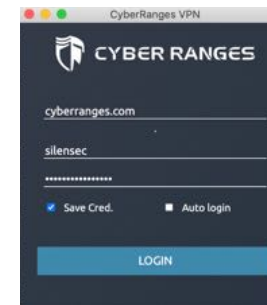 CyberRanges VPN
CYBER RANGES
cyberranges.com
silensec
••••••••••••••••
Save Cred. Auto login
LOGIN